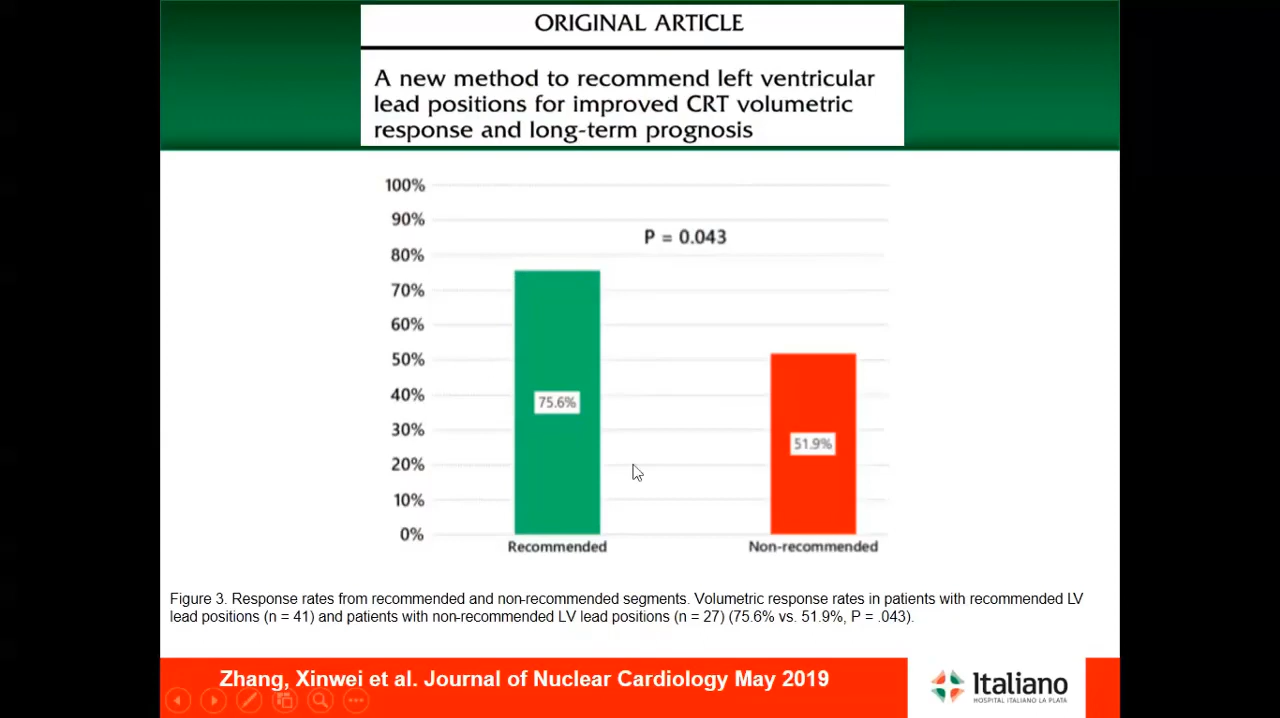 ORIGINAL ARTICLE
A new method to recommend left ventricular
lead positions for improved CRT volumetric
response and long-term prognosis
100%
90%
80%
70%
60%
50%
40%
30%
20%
10%
0%
P = 0.043
75.6%
51.9%
Recommended
Non-recommended
Figure 3. Response rates from recommended and non-recommended segments. Volumetric response rates in patients with recommended LV
lead positions (n = 41) and patients with non-recommended LV lead positions (n = 27) (75.6% vs. 51.9%, P = .043).
Zhang, Xinwei et al. Journal of Nuclear Cardiology May 2019
Italiano
HOSPITAL ITALIANO LA PLATA